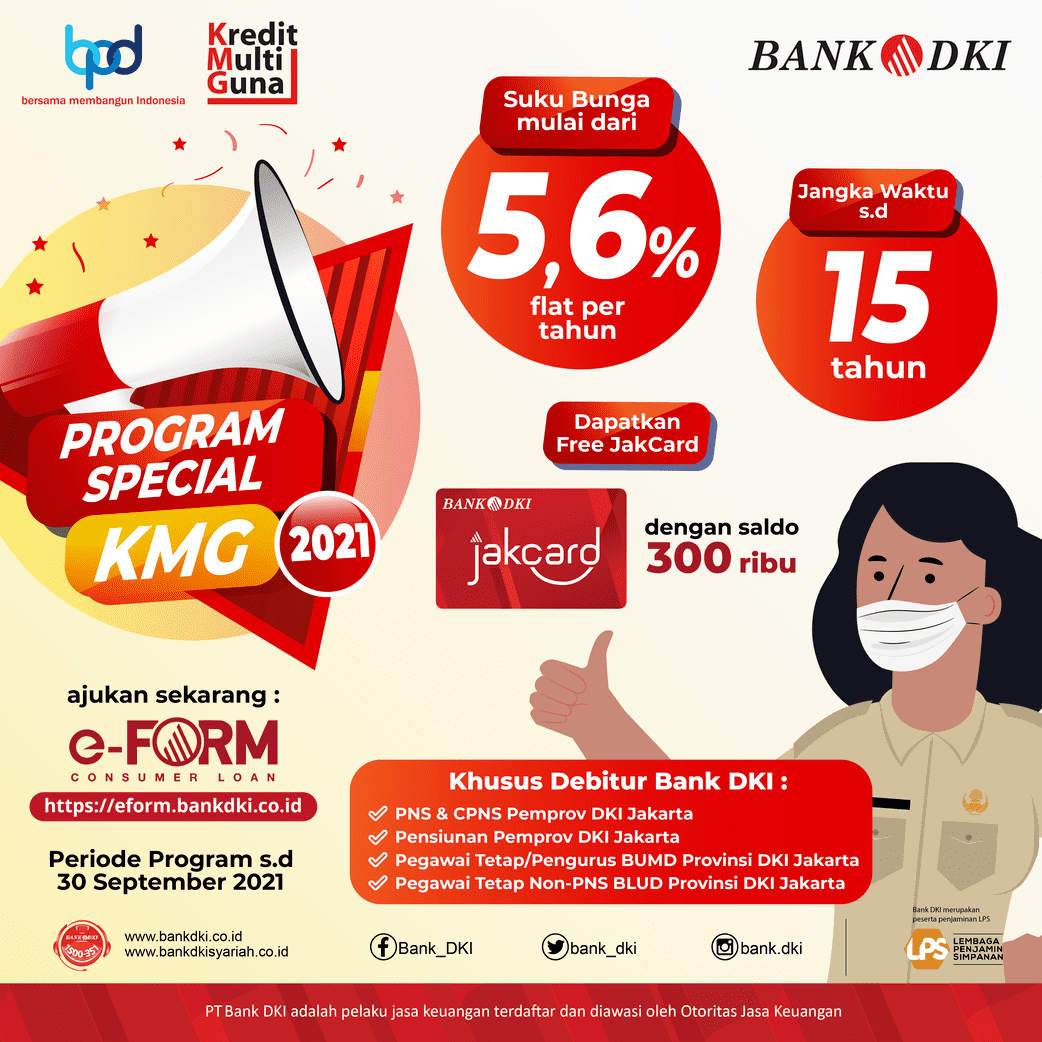 bpd
bersama membangun Indonesia
Kredit
Multi
Guna
BANK DKI
Suku Bunga
mulai dari
5,6%
flat per
tahun
Jangka Waktu
s.d
15
tahun
PROGRAM
SPECIAL
KMG
2021
Dapatkan
Free JakCard
BANK DKI
jakcard
dengan saldo
300 ribu
ajukan sekarang :
e-FORM
CONSUMER LOAN
https://eform.bankdki.co.id
Periode Program s.d
30 September 2021
Khusus Debitur Bank DKI :
PNS & CPNS Pemprov DKI Jakarta
Pensiunan Pemprov DKI Jakarta
Pegawai Tetap/Pengurus BUMD Provinsi DKI Jakarta
Pegawai Tetap Non-PNS BLUD Provinsi DKI Jakarta
BANK DKI
1500-351
www.bankdki.co.id
www.bankdkisyariah.co.id
Bank_DKI
bank_dki
bank.dki
Bank DKI merupakan
peserta penjaminan LPS
LPS
LEMBAGA
PENJAMIN
SIMPANAN
PT Bank DKI adalah pelaku jasa keuangan terdaftar dan diawasi oleh Otoritas Jasa Keuangan